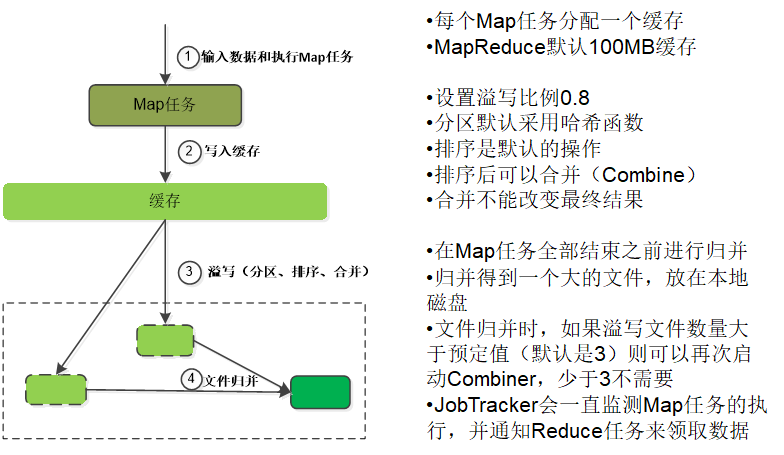 ①输入数据和执行Map任务
Map任务
②写入缓存
缓存
③溢写（分区、排序、合并）
④文件归并
•每个Map任务分配一个缓存
•MapReduce默认100MB缓存
•设置溢写比例0.8
•分区默认采用哈希函数
•排序是默认的操作
•排序后可以合并（Combine）
•合并不能改变最终结果
•在Map任务全部结束之前进行归并
•归并得到一个大的文件，放在本地
磁盘
•文件归并时，如果溢写文件数量大
于预定值（默认是3）则可以再次启
动Combiner，少于3不需要
•JobTracker会一直监测Map任务的执
行，并通知Reduce任务来领取数据